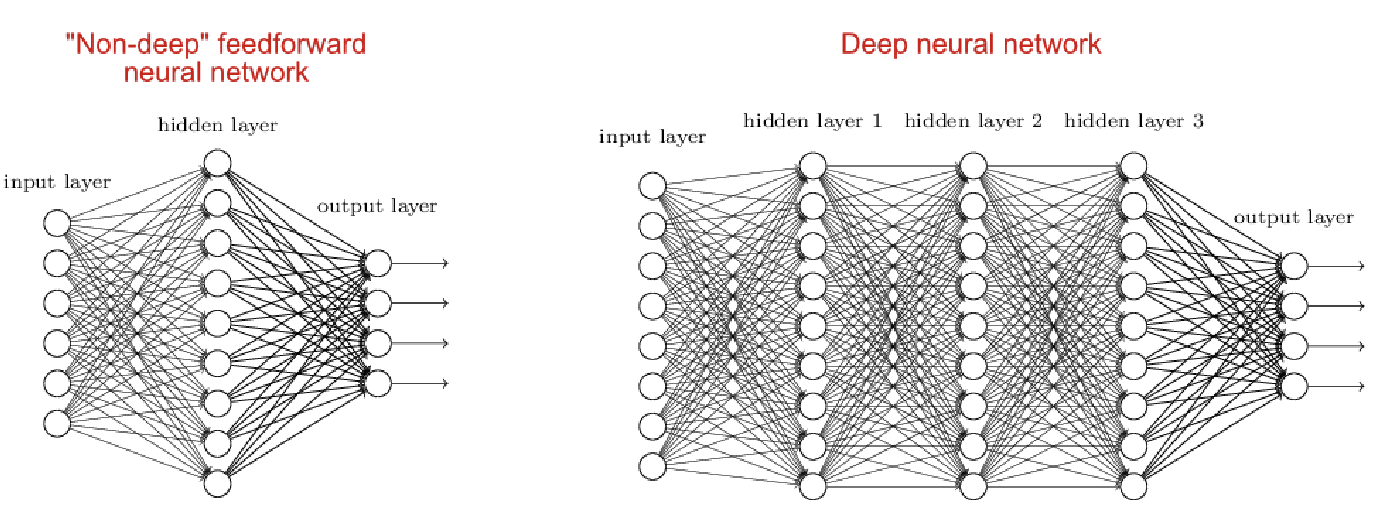 "Non-deep" feedforward
neural network
hidden layer
input layer
output layer
Deep neural network
hidden layer 1
hidden layer 2
hidden layer 3
input layer
output layer